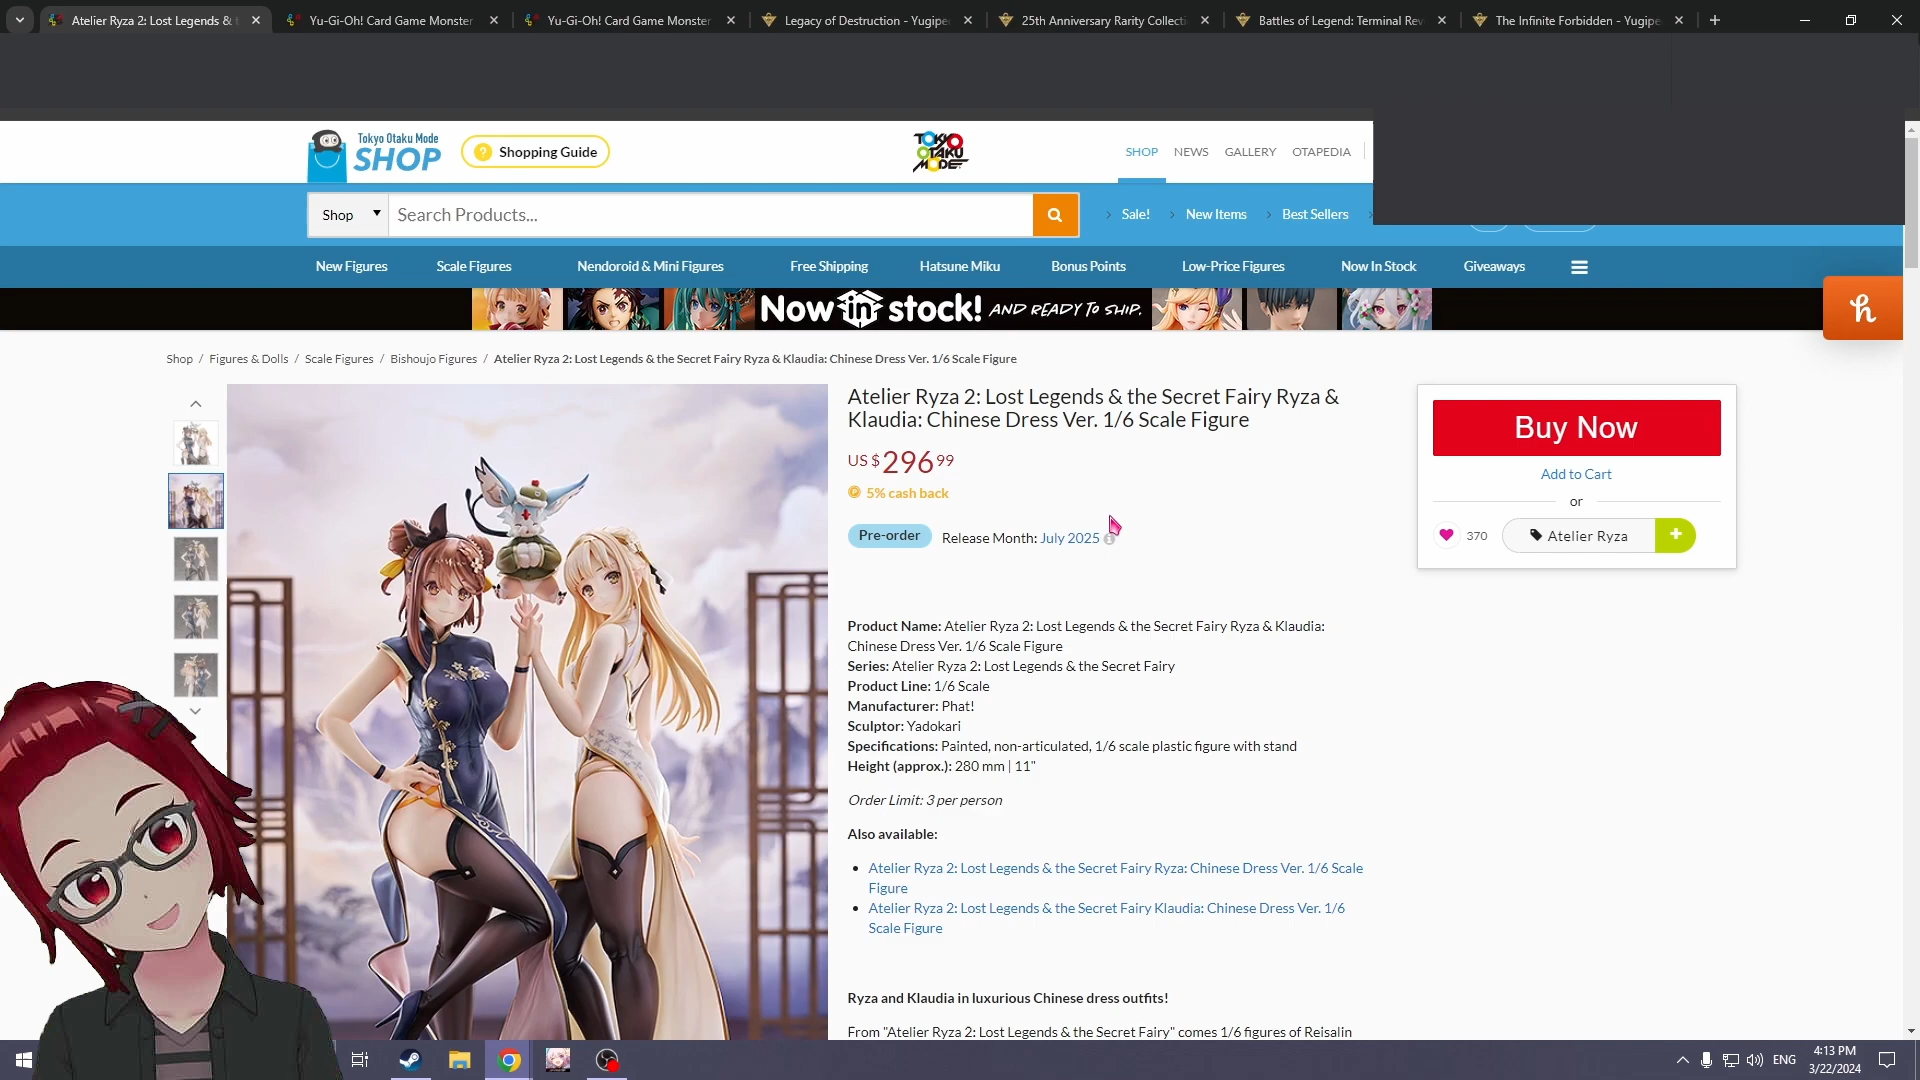 Atelier Ryza 2: Lost Legends & t
Yu-Gi-Oh! Card Game Monster
Yu-Gi-Oh! Card Game Monster
Legacy of Destruction - Yugipe
25th Anniversary Rarity Collecti
Battles of Legend: Terminal Rev
The Infinite Forbidden - Yugipe
Tokyo Otaku Mode
SHOP
Shopping Guide
TOKYO
OTAKU
MODE
SHOP
NEWS
GALLERY
OTAPEDIA
Shop
Search Products...
Sale!
New Items
Best Sellers
New Figures
Scale Figures
Nendoroid & Mini Figures
Free Shipping
Hatsune Miku
Bonus Points
Low-Price Figures
Now In Stock
Giveaways
Now in stock! AND READY TO SHIP.
h
Shop / Figures & Dolls / Scale Figures / Bishoujo Figures / Atelier Ryza 2: Lost Legends & the Secret Fairy Ryza & Klaudia: Chinese Dress Ver. 1/6 Scale Figure
Atelier Ryza 2: Lost Legends & the Secret Fairy Ryza &
Klaudia: Chinese Dress Ver. 1/6 Scale Figure
US $296.99
5% cash back
Pre-order
Release Month: July 2025
Buy Now
Add to Cart
or
370
Atelier Ryza
+
Product Name: Atelier Ryza 2: Lost Legends & the Secret Fairy Ryza & Klaudia:
Chinese Dress Ver. 1/6 Scale Figure
Series: Atelier Ryza 2: Lost Legends & the Secret Fairy
Product Line: 1/6 Scale
Manufacturer: Phat!
Sculptor: Yadokari
Specifications: Painted, non-articulated, 1/6 scale plastic figure with stand
Height (approx.): 280 mm | 11"
Order Limit: 3 per person
Also available:
Atelier Ryza 2: Lost Legends & the Secret Fairy Ryza: Chinese Dress Ver. 1/6 Scale
Figure
Atelier Ryza 2: Lost Legends & the Secret Fairy Klaudia: Chinese Dress Ver. 1/6
Scale Figure
Ryza and Klaudia in luxurious Chinese dress outfits!
From "Atelier Ryza 2: Lost Legends & the Secret Fairy" comes 1/6 figures of Reisalin
ENG
4:13 PM
3/22/2024